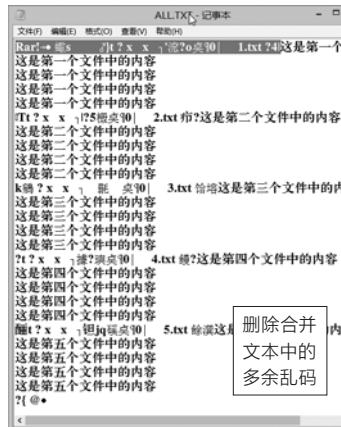 ALL.TXT - 记事本
文件(F) 编辑(E) 格式(O) 查看(V) 帮助(H)
Rar! 1.txt ?4 这是第一个
这是第一个文件中的内容
这是第一个文件中的内容
这是第一个文件中的内容
这是第一个文件中的内容
Tt ? x x 2.txt 这是第二个文件中的内容
这是第二个文件中的内容
这是第二个文件中的内容
这是第二个文件中的内容
这是第二个文件中的内容
? x x 3.txt 这是第三个文件中的内
这是第三个文件中的内容
这是第三个文件中的内容
这是第三个文件中的内容
这是第三个文件中的内容
?t ? x x 4.txt 这是第四个文件中的内容
这是第四个文件中的内容
这是第四个文件中的内容
这是第四个文件中的内容
这是第四个文件中的内容
t ? x x 5.txt 这是 内
这是第五个文件中的内容
这是第五个文件中的内容
这是第五个文件中的内容
这是第五个文件中的内容
?{ @
删除合并
文本中的
多余乱码